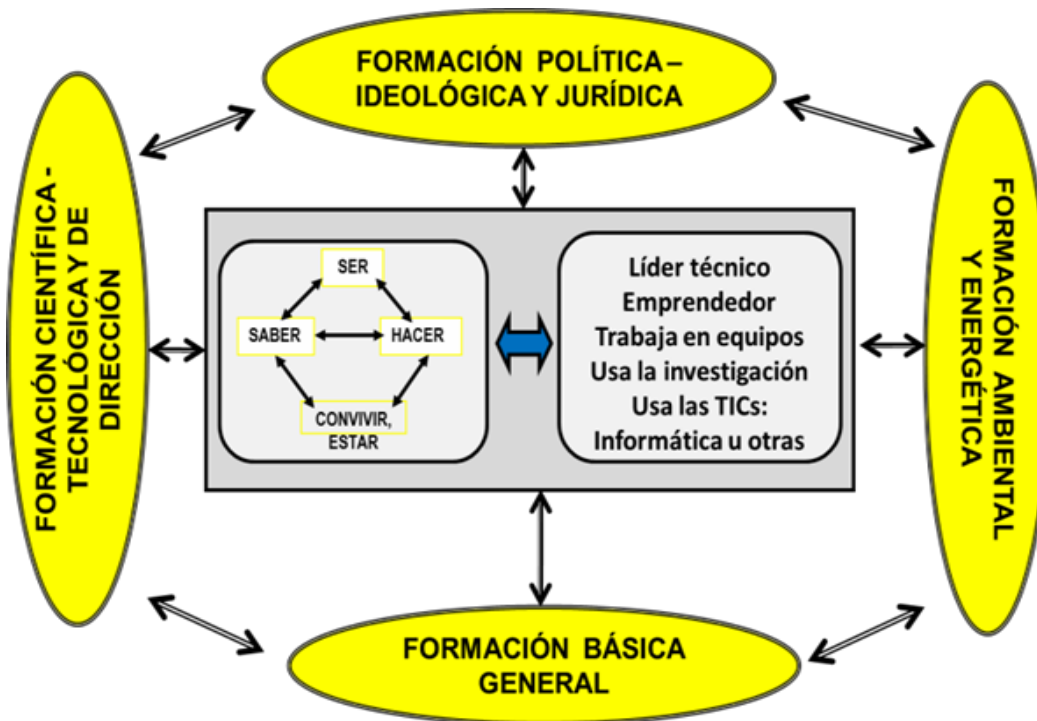 FORMACIÓN POLÍTICA –
IDEOLÓGICA Y JURÍDICA
FORMACIÓN CIENTÍFICA -
TECNOLÓGICA Y DE
DIRECCIÓN
SER
SABER
HACER
CONVIVIR,
ESTAR
Líder técnico
Emprendedor
Trabaja en equipos
Usa la investigación
Usa las TICs:
Informática u otras
FORMACIÓN AMBIENTAL
Y ENERGÉTICA
FORMACIÓN BÁSICA
GENERAL